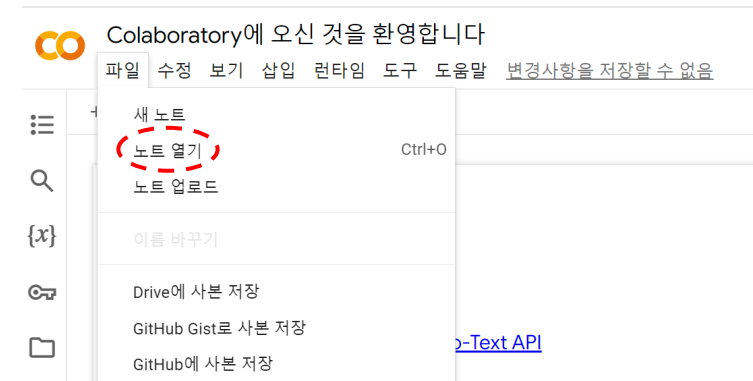 Colaboratory에 오신 것을 환영합니다
파일 수정 보기 삽입 런타임 도구 도움말 변경사항을 저장할 수 없음
새 노트
노트 열기 Ctrl+O
노트 업로드
{x}
이름 바꾸기
Drive에 사본 저장
GitHub Gist로 사본 저장
-Text API
GitHub에 사본 저장